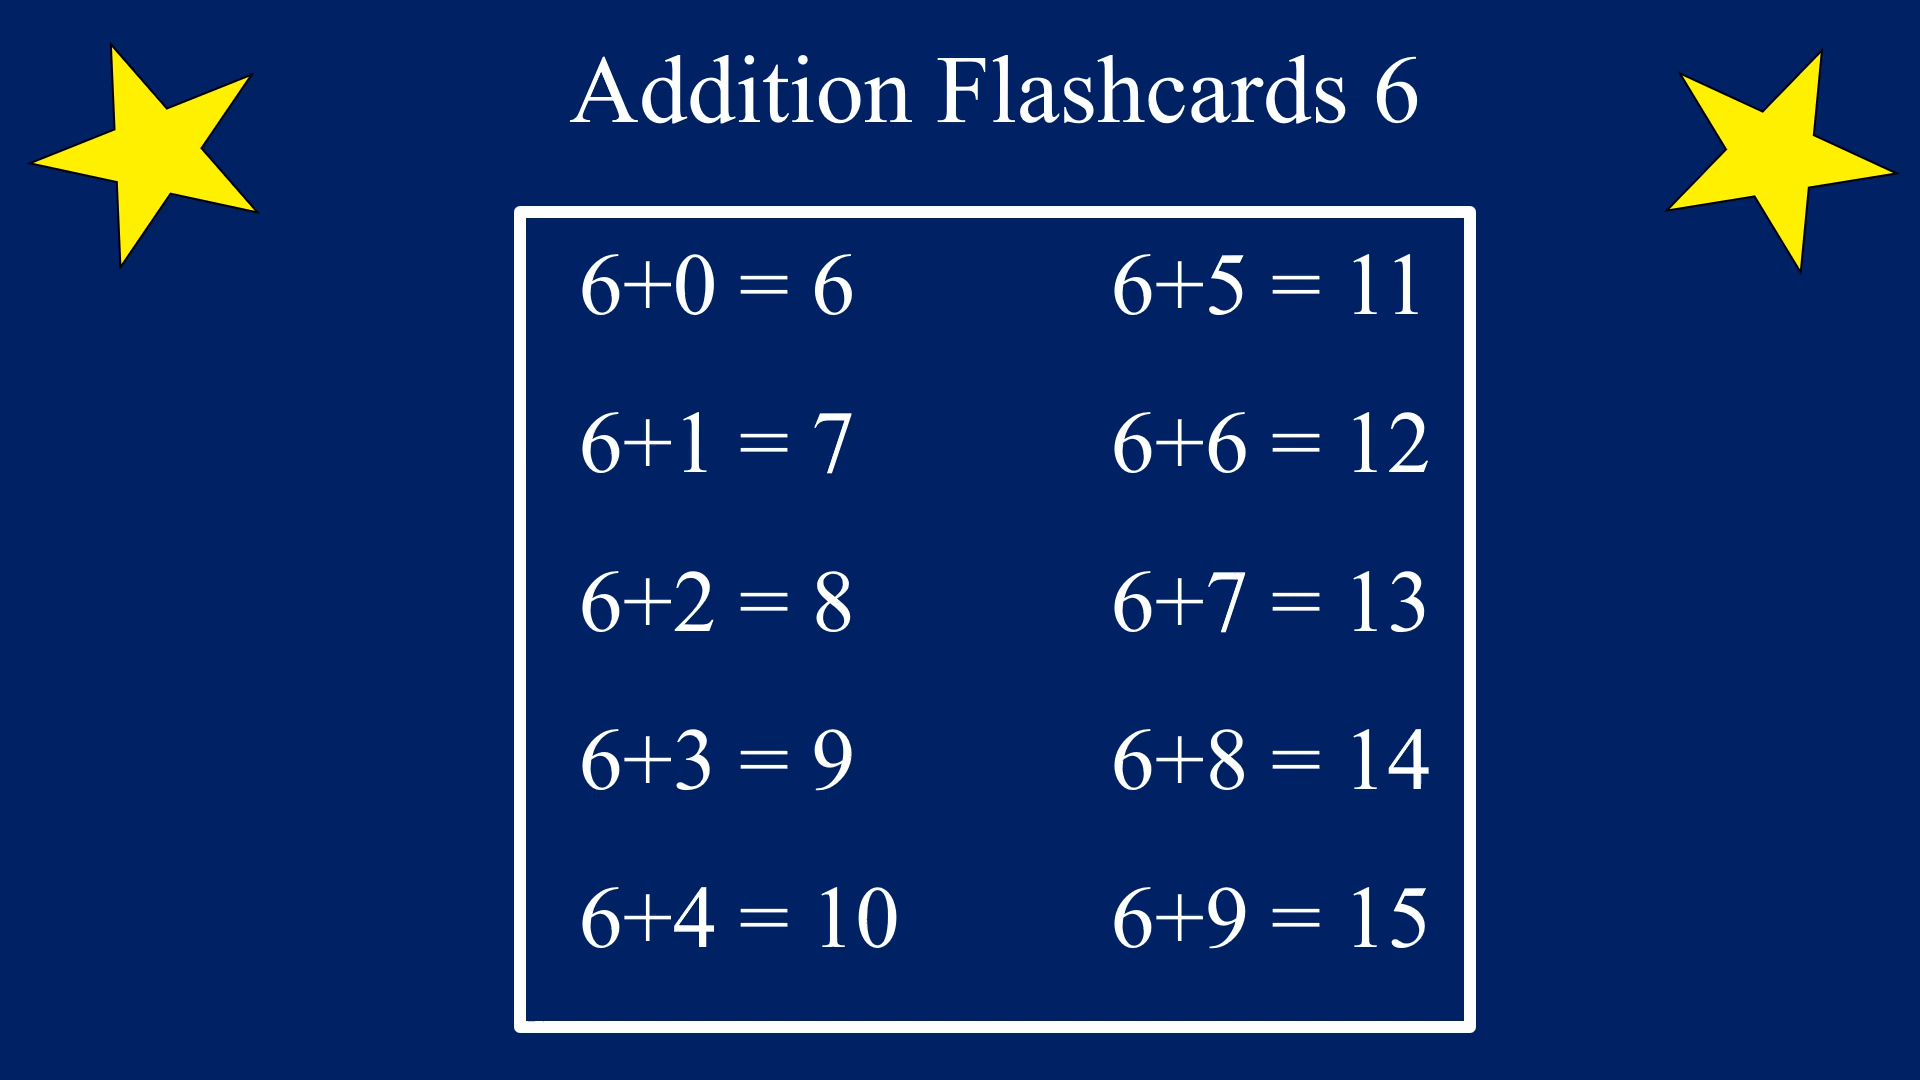 Addition Flashcards 6
6+0 = 6
6+1 = 7
6+2 = 8
6+3 = 9
6+4 = 10
6+5 = 11
6+6 = 12
6+7 = 13
6+8 = 14
6+9 = 15